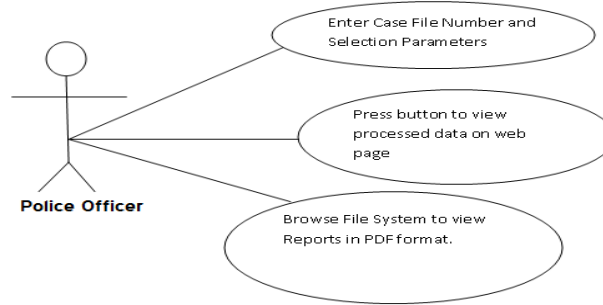 Enter Case File Number and
Selection Parameters
Press button to view
processed data on web
page
Police Officer
Browse File System to view
Reports in PDF format.